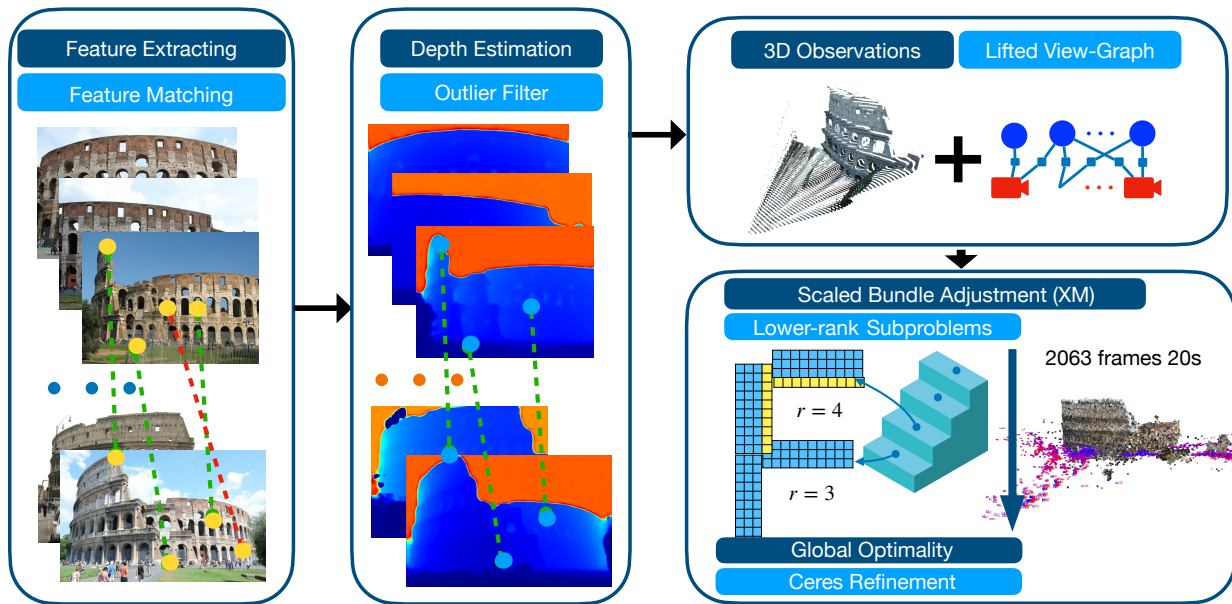 Feature Extracting
Feature Matching
Depth Estimation
Outlier Filter
3D Observations
Lifted View-Graph
Scaled Bundle Adjustment (XM)
Lower-rank Subproblems
2063 frames 20s
r = 4
r = 3
Global Optimality
Ceres Refinement